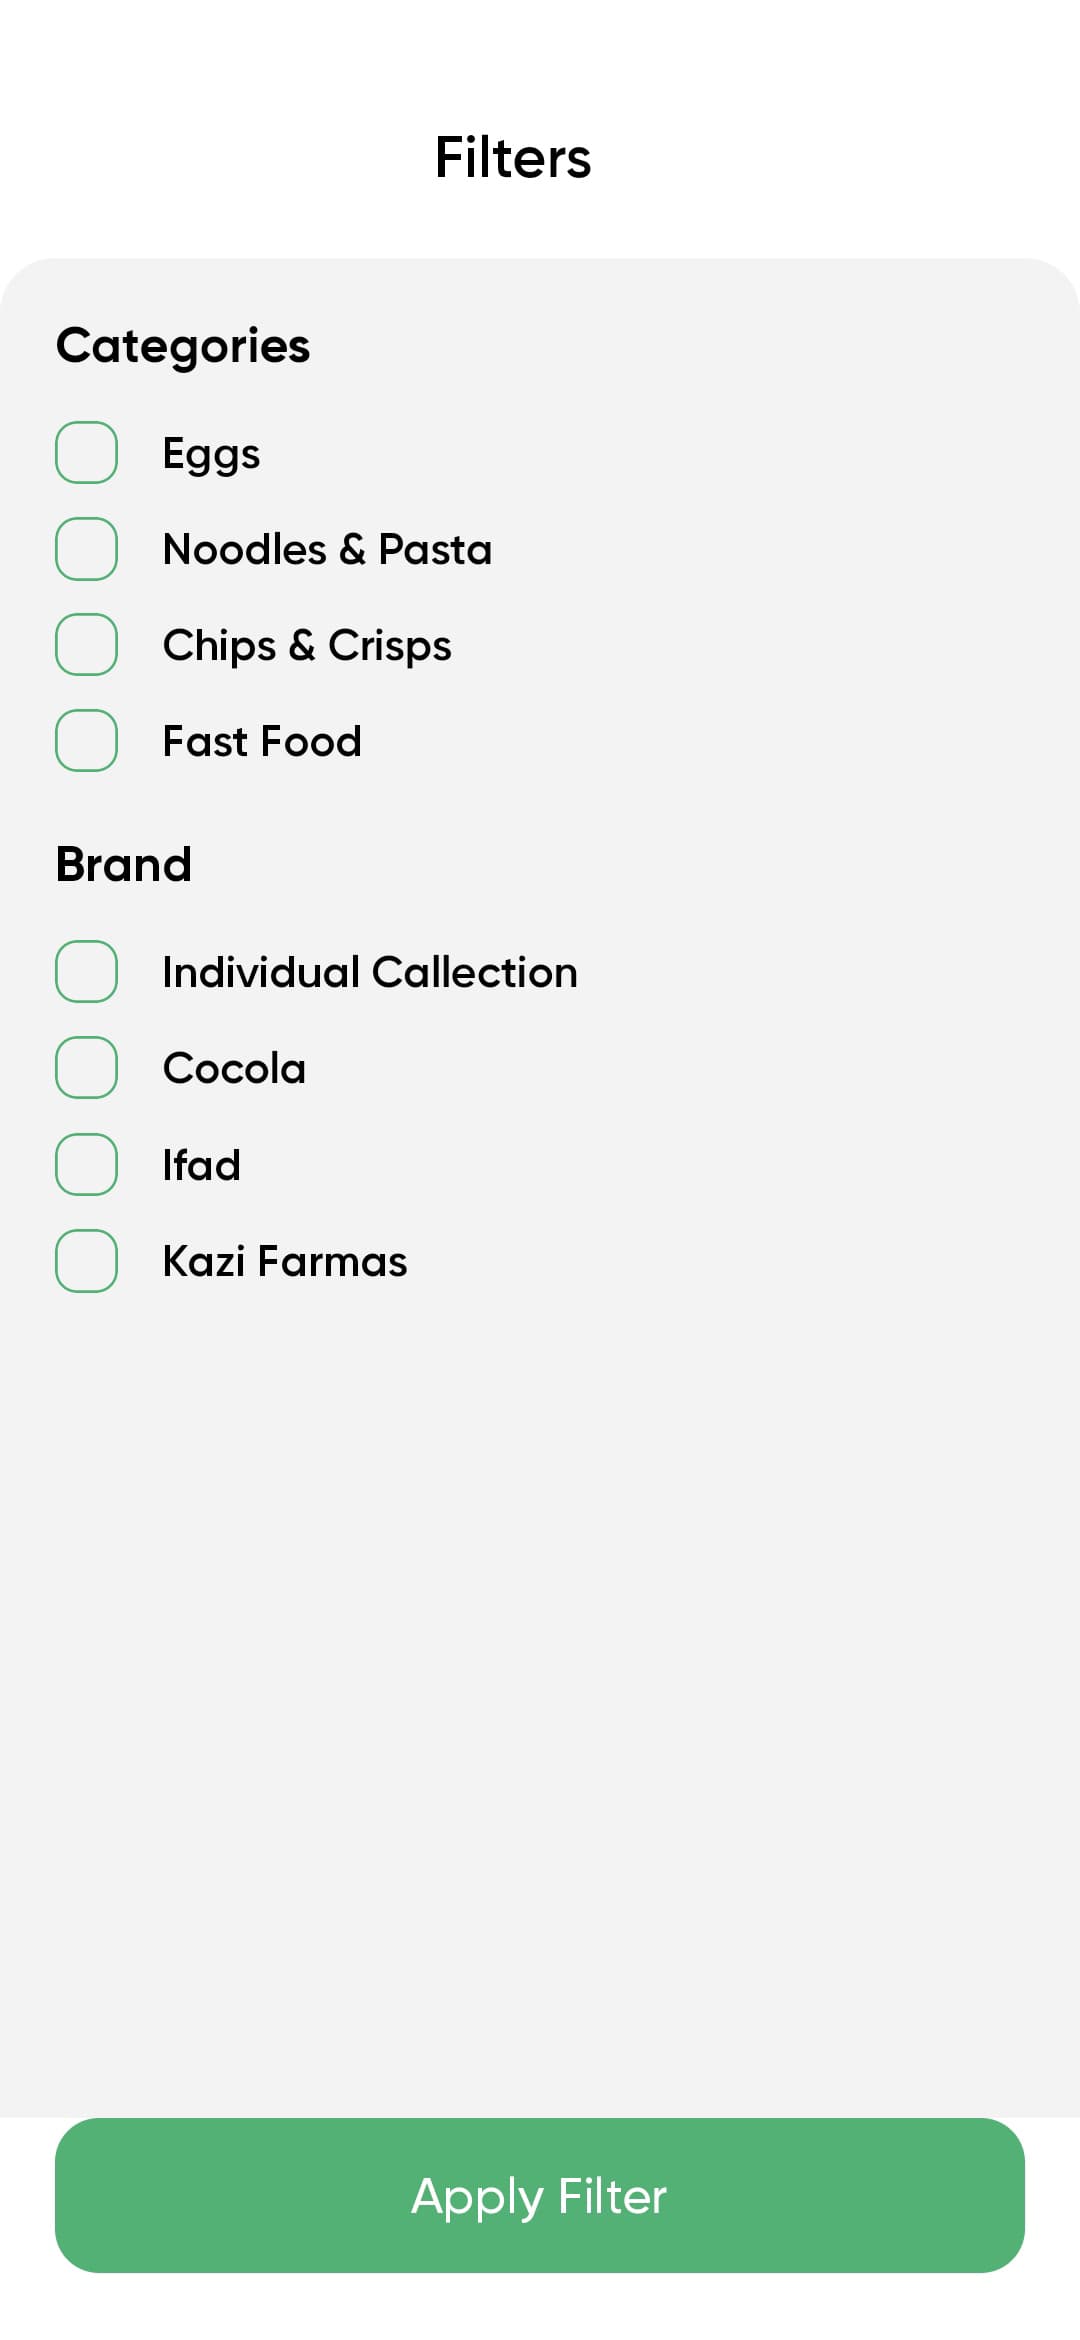 Filters
Categories
Eggs
Noodles & Pasta
Chips & Crisps
Fast Food
Brand
Individual Callection
Cocola
Ifad
Kazi Farmas
Apply Filter